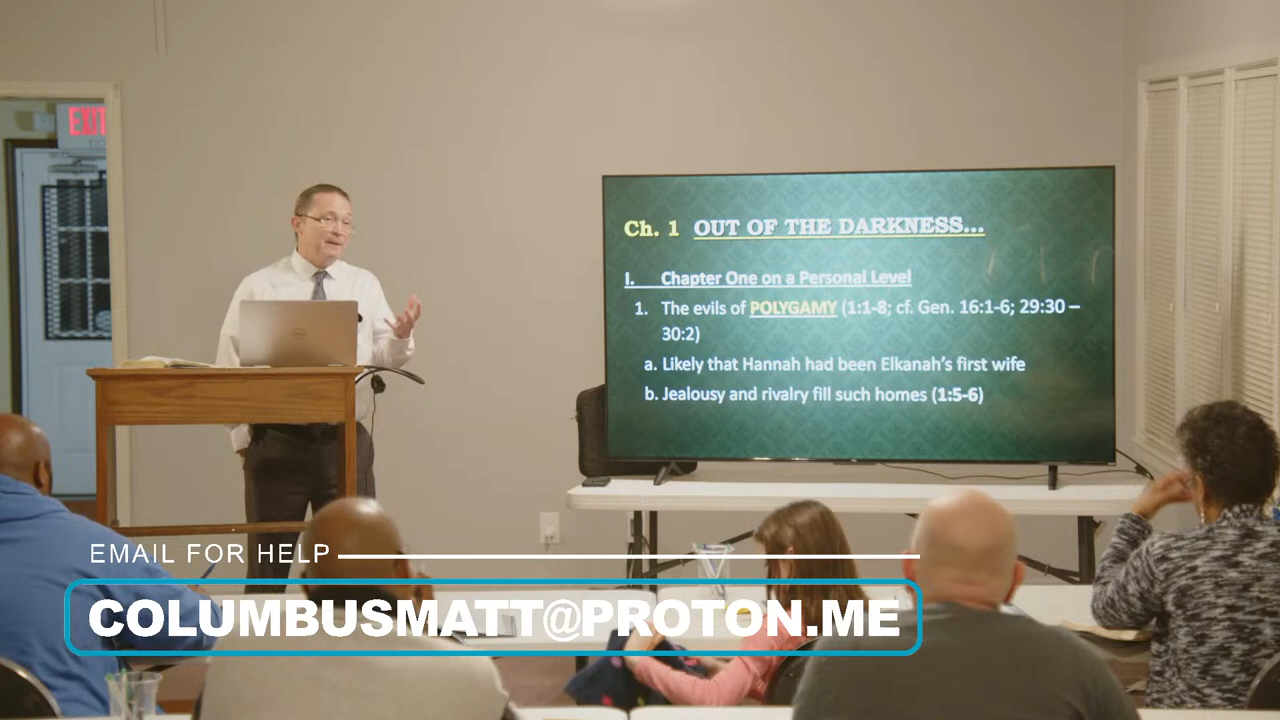 EXIT
Ch. 1 OUT OF THE DARKNESS...
I. Chapter One on a Personal Level
1. The evils of POLYGAMY (1:1-8; cf. Gen. 16:1-6; 29:30 –
30:2)
a. Likely that Hannah had been Elkanah's first wife
b. Jealousy and rivalry fill such homes (1:5-6)
EMAIL FOR HELP
COLUMBUSMATT@PROTON.ME